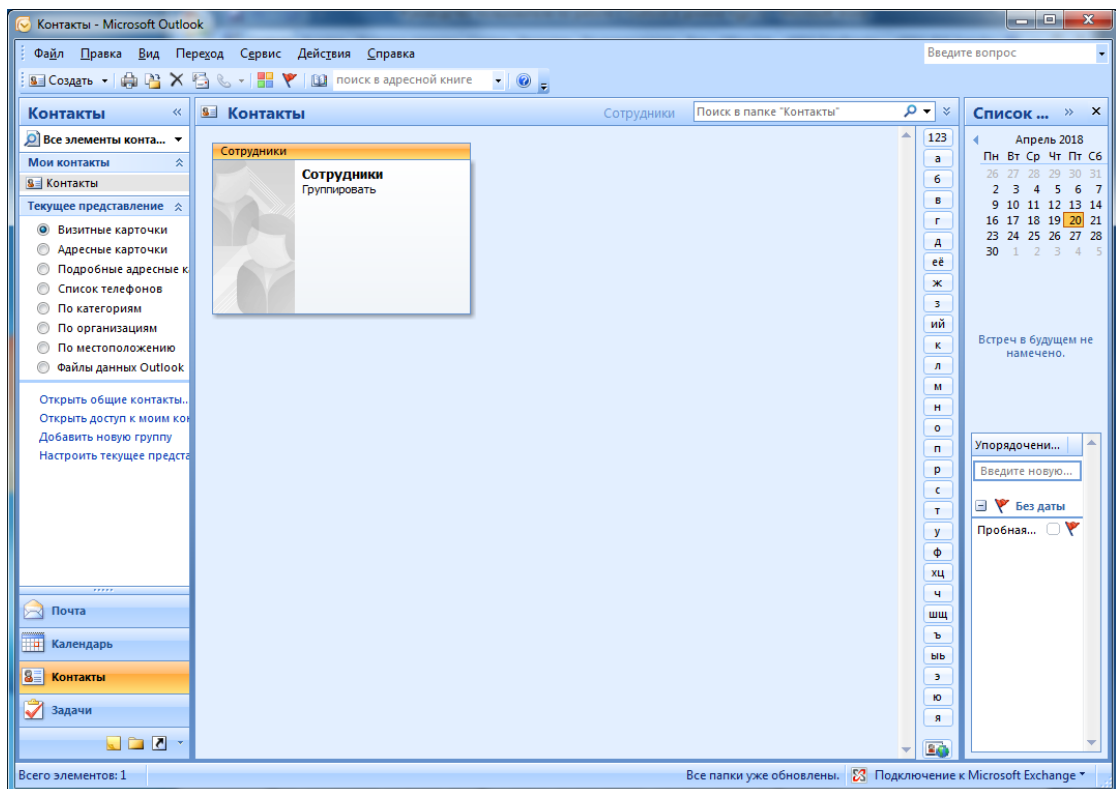 Контакты - Microsoft Outlook
Файл Правка Вид Переход Сервис Действия Справка
Введите вопрос
Создать
поиск в адресной книге
Контакты «
Все элементы конта...
Мои контакты
Контакты
Текущее представление
Визитные карточки
Адресные карточки
Подробные адресные к
Список телефонов
По категориям
По организациям
По местоположению
Файлы данных Outlook
Открыть общие контакты..
Открыть доступ к моим кон
Добавить новую группу
Настроить текущее предста
Почта
Календарь
Контакты
Задачи
Контакты
Сотрудники
Поиск в папке "Контакты"
Сотрудники
Сотрудники
Группировать
123
а
б
в
г
д
её
ж
з
ий
к
л
м
н
о
п
р
с
т
у
ф
хц
ч
шщ
ъ
ыь
э
ю
я
Список ... »
Апрель 2018
Пн Вт Ср Чт Пт Сб
26 27 28 29 30 31
2 3 4 5 6 7
9 10 11 12 13 14
16 17 18 19 20 21
23 24 25 26 27 28
30 1 2 3 4 5
Встреч в будущем не
намечено.
Упорядочени...
Введите новую...
Без даты
Пробная...
Всего элементов: 1
Все папки уже обновлены.
Подключение к Microsoft Exchange